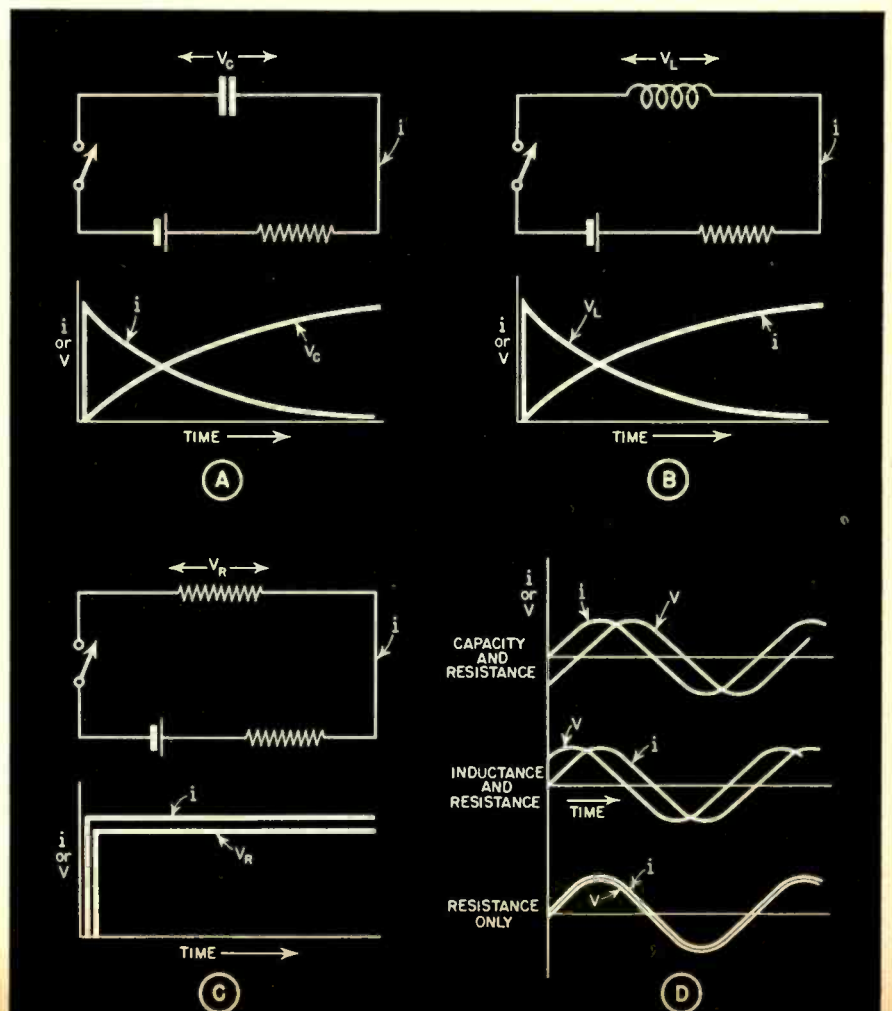 V_C
i
i
or
V
i
V_C
TIME
A
V_L
i
i
or
V
V_L
i
TIME
B
V_R
i
i
or
V
i
V_R
TIME
C
i
or
V
i
V
CAPACITY
AND
RESISTANCE
V
i
INDUCTANCE
AND
RESISTANCE
TIME
i
V
RESISTANCE
ONLY
D